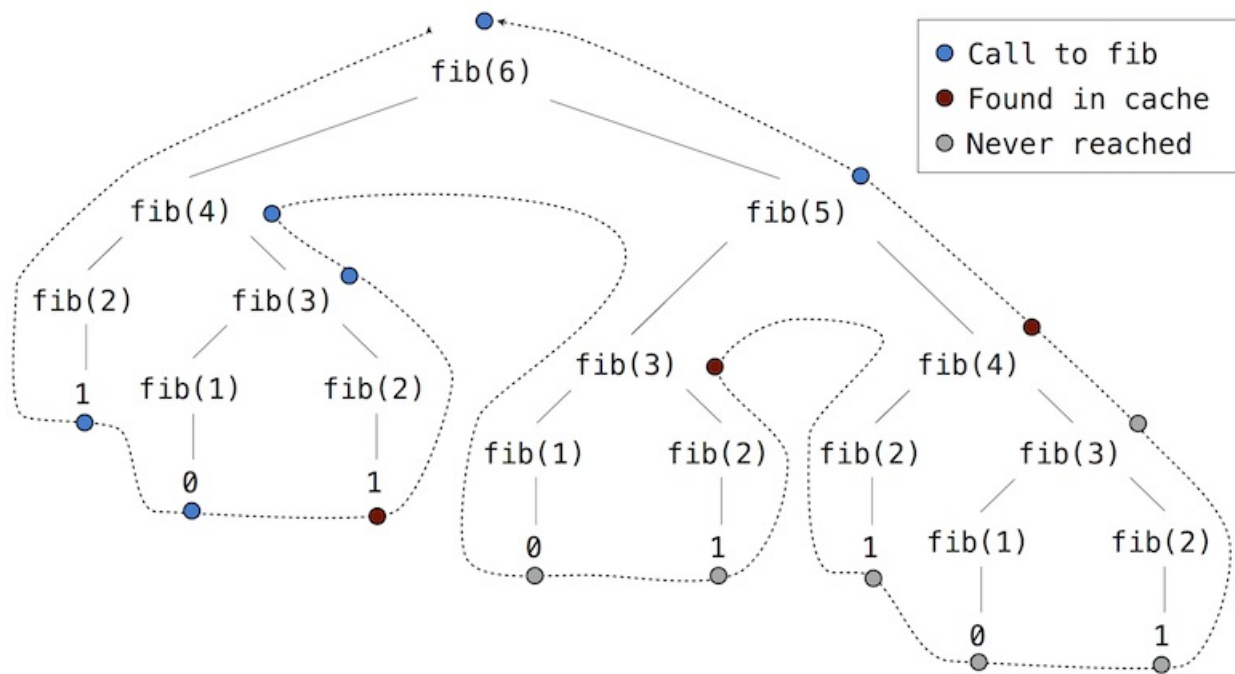 Call to fib
fib(6)
Found in cache
Never reached
fib(4)
fib(5)
fib(2)
fib(3)
fib(3)
fib(4)
1
fib(1)
fib(2)
fib(1)
fib(2)
fib(2)
fib(3)
0
1
0
1
1
fib(1)
fib(2)
0
1